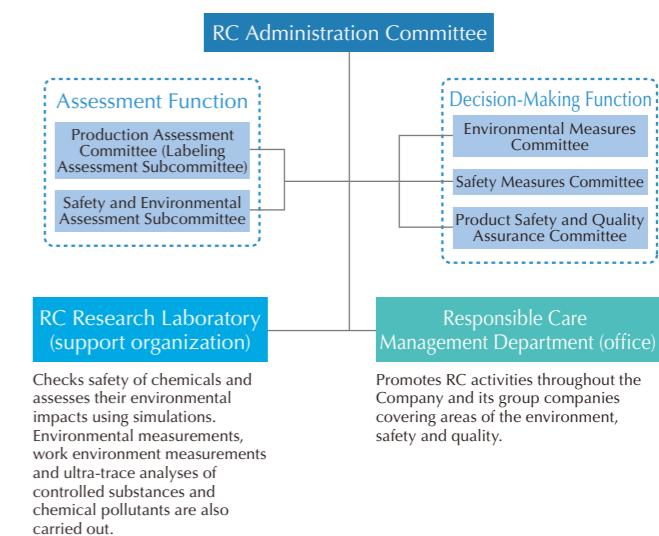 RC Administration Committee
Assessment Function
Production Assessment
Committee (Labeling
Assessment Subcommittee)
Safety and Environmental
Assessment Subcommittee
Decision-Making Function
Environmental Measures
Committee
Safety Measures Committee
Product Safety and Quality
Assurance Committee
RC Research Laboratory
(support organization)
Checks safety of chemicals and
assesses their environmental
impacts using simulations.
Environmental measurements,
work environment measurements
and ultra-trace analyses of
controlled substances and
chemical pollutants are also
carried out.
Responsible Care
Management Department (office)
Promotes RC activities throughout the
Company and its group companies
covering areas of the environment,
safety and quality.